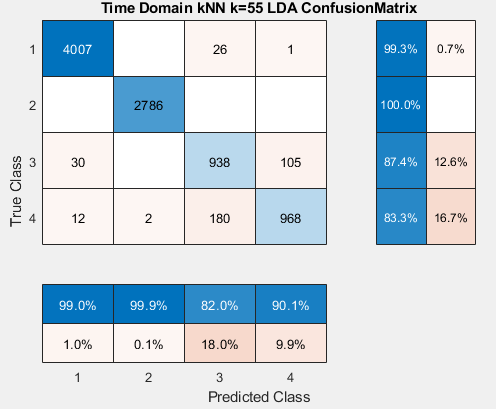 Time Domain kNN k=55 LDA ConfusionMatrix
1 4007 26 1 99.3% 0.7%
2 2786 100.0%
3 30 938 105 87.4% 12.6%
4 12 2 180 968 83.3% 16.7%
True Class
99.0% 99.9% 82.0% 90.1%
1.0% 0.1% 18.0% 9.9%
1 2 3 4
Predicted Class